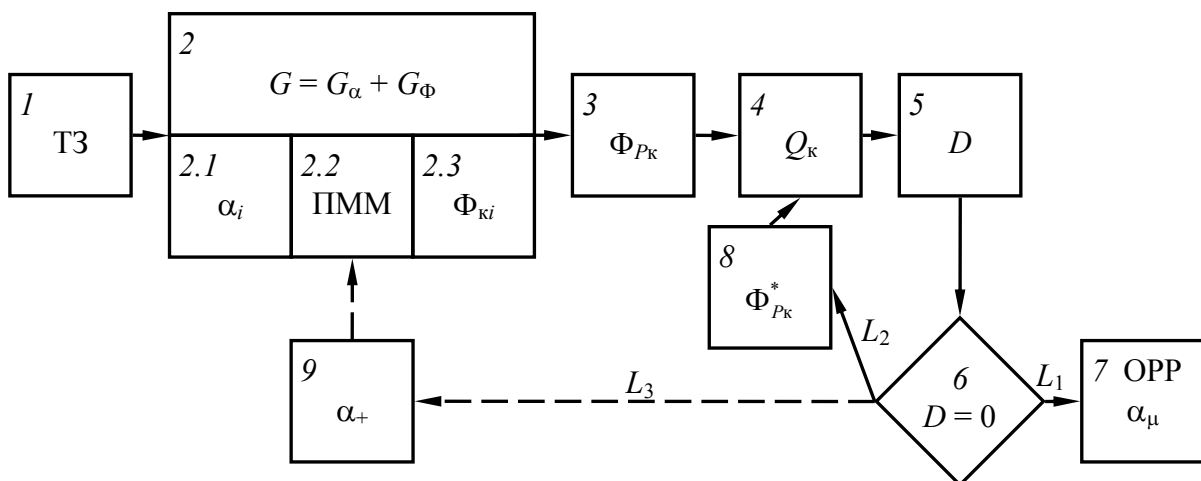 1
ТЗ
2
G = Gα + GΦ
2.1
αi
2.2
ПММ
2.3
Φкi
3
ΦPк
4
Qк
5
D
6
D = 0
L1
7 ОРР
αμ
L2
8
Φ*Pк
L3
9
α+